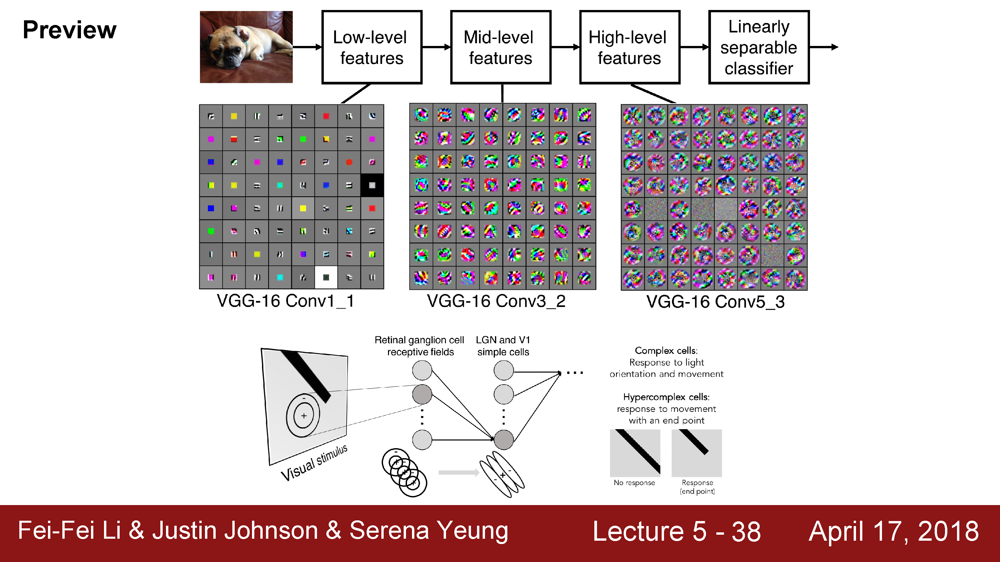 Preview
Low-level
features
Mid-level
features
High-level
features
Linearly
separable
classifier
VGG-16 Conv1_1
VGG-16 Conv3_2
VGG-16 Conv5_3
Visual stimulus
-
+
Retinal ganglion cell
receptive fields
LGN and V1
simple cells
...
Complex cells:
Response to light
orientation and movement
Hypercomplex cells:
response to movement
with an end point
No response
Response
(end point)
Fei-Fei Li & Justin Johnson & Serena Yeung
Lecture 5 - 38
April 17, 2018